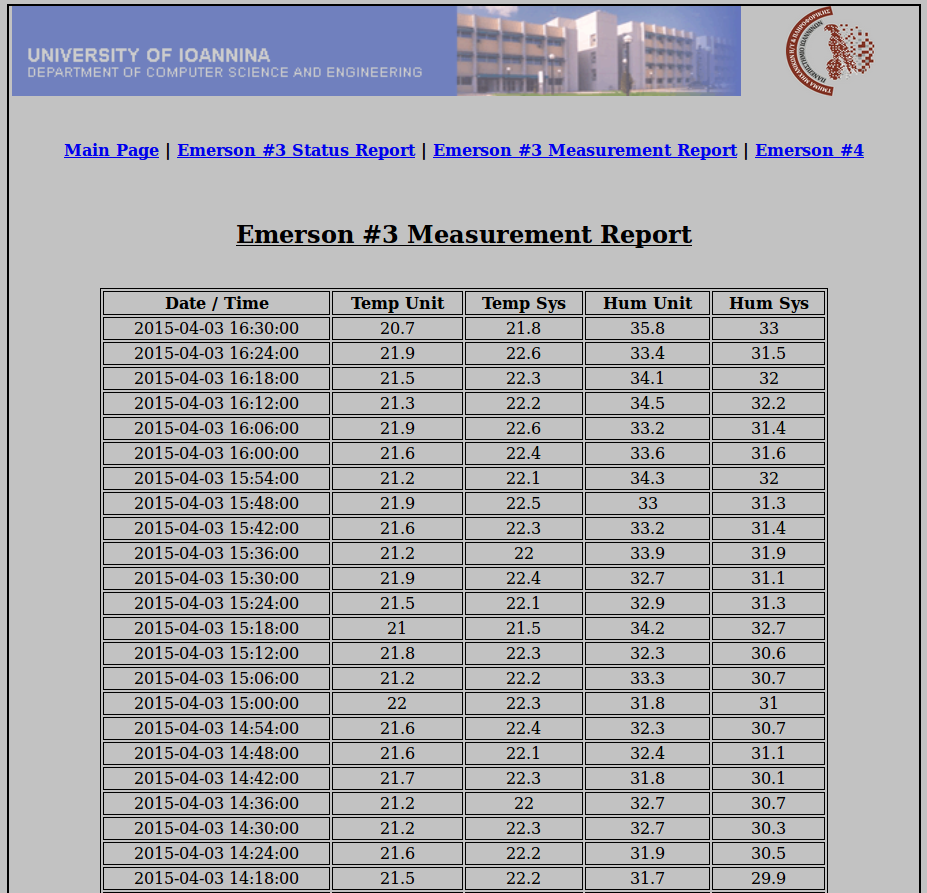 UNIVERSITY OF IOANNINA
DEPARTMENT OF COMPUTER SCIENCE AND ENGINEERING
ΤΜΗΜΑ ΜΗΧΑΝΙΚΩΝ Η/Υ & ΠΛΗΡΟΦΟΡΙΚΗΣ
ΠΑΝΕΠΙΣΤΗΜΙΟ ΙΩΑΝΝΙΝΩΝ
Main Page | Emerson #3 Status Report | Emerson #3 Measurement Report | Emerson #4
Emerson #3 Measurement Report
Date / Time Temp Unit Temp Sys Hum Unit Hum Sys
2015-04-03 16:30:00 20.7 21.8 35.8 33
2015-04-03 16:24:00 21.9 22.6 33.4 31.5
2015-04-03 16:18:00 21.5 22.3 34.1 32
2015-04-03 16:12:00 21.3 22.2 34.5 32.2
2015-04-03 16:06:00 21.9 22.6 33.2 31.4
2015-04-03 16:00:00 21.6 22.4 33.6 31.6
2015-04-03 15:54:00 21.2 22.1 34.3 32
2015-04-03 15:48:00 21.9 22.5 33 31.3
2015-04-03 15:42:00 21.6 22.3 33.2 31.4
2015-04-03 15:36:00 21.2 22 33.9 31.9
2015-04-03 15:30:00 21.9 22.4 32.7 31.1
2015-04-03 15:24:00 21.5 22.1 32.9 31.3
2015-04-03 15:18:00 21 21.5 34.2 32.7
2015-04-03 15:12:00 21.8 22.3 32.3 30.6
2015-04-03 15:06:00 21.2 22.2 33.3 30.7
2015-04-03 15:00:00 22 22.3 31.8 31
2015-04-03 14:54:00 21.6 22.4 32.3 30.7
2015-04-03 14:48:00 21.6 22.1 32.4 31.1
2015-04-03 14:42:00 21.7 22.3 31.8 30.1
2015-04-03 14:36:00 21.2 22 32.7 30.7
2015-04-03 14:30:00 21.2 22.3 32.7 30.3
2015-04-03 14:24:00 21.6 22.2 31.9 30.5
2015-04-03 14:18:00 21.5 22.2 31.7 29.9